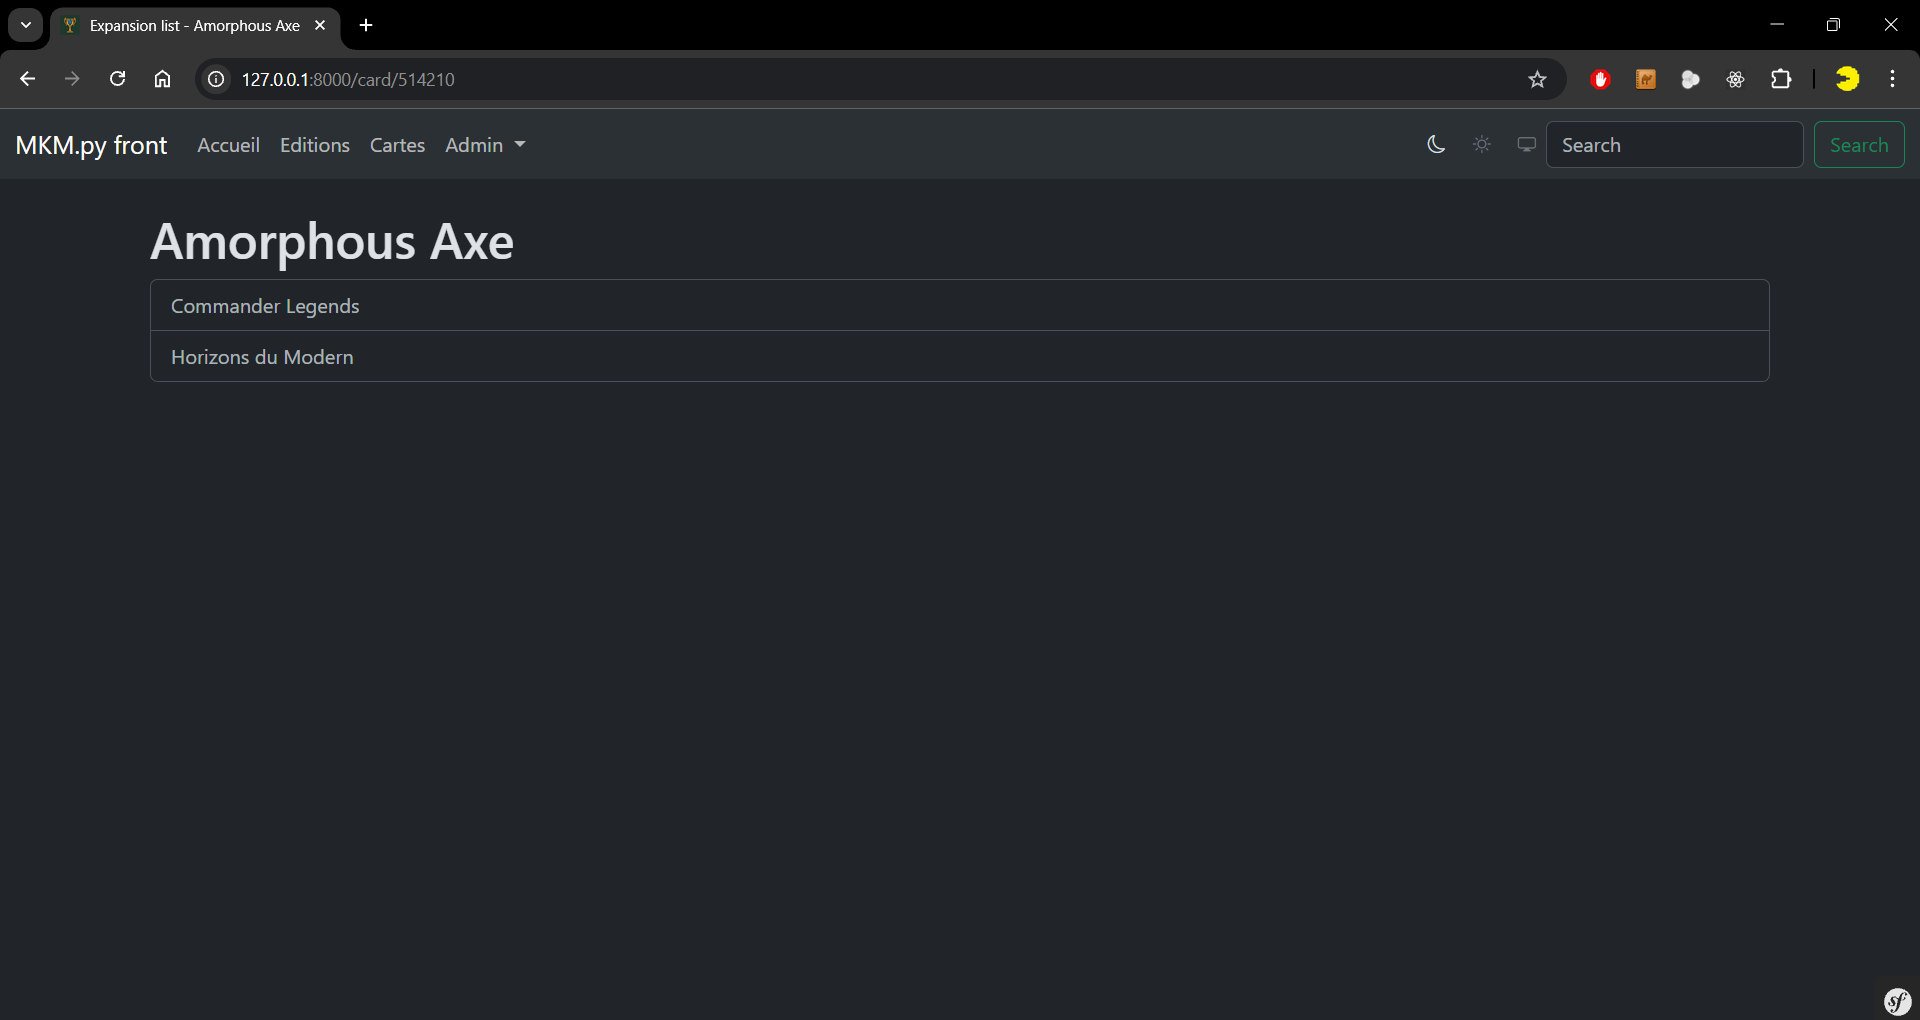 Expansion list - Amorphous Axe
127.0.0.1:8000/card/514210
MKM.py front Accueil Editions Cartes Admin Search Search
Amorphous Axe
Commander Legends
Horizons du Modern
sf